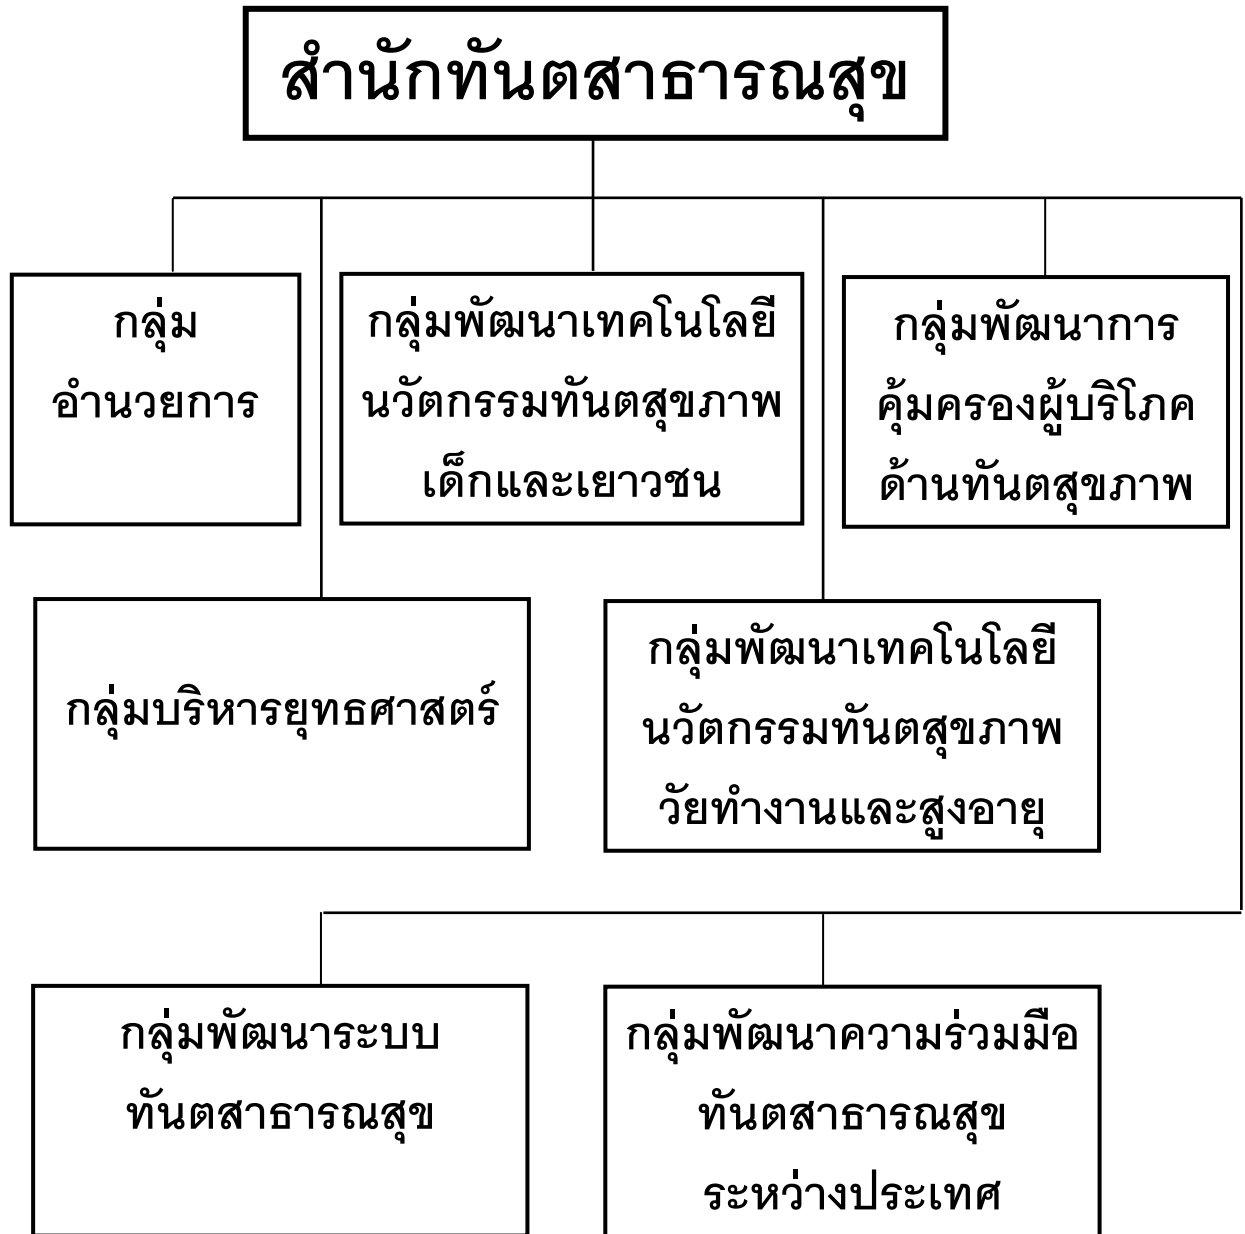 สำนักทันตสาธารณสุข
กลุ่ม
อำนวยการ
กลุ่มพัฒนาเทคโนโลยี
นวัตกรรมทันตสุขภาพ
เด็กและเยาวชน
กลุ่มพัฒนาการ
คุ้มครองผู้บริโภค
ด้านทันตสุขภาพ
กลุ่มบริหารยุทธศาสตร์
กลุ่มพัฒนาเทคโนโลยี
นวัตกรรมทันตสุขภาพ
วัยทำงานและสูงอายุ
กลุ่มพัฒนาระบบ
ทันตสาธารณสุข
กลุ่มพัฒนาความร่วมมือ
ทันตสาธารณสุข
ระหว่างประเทศ